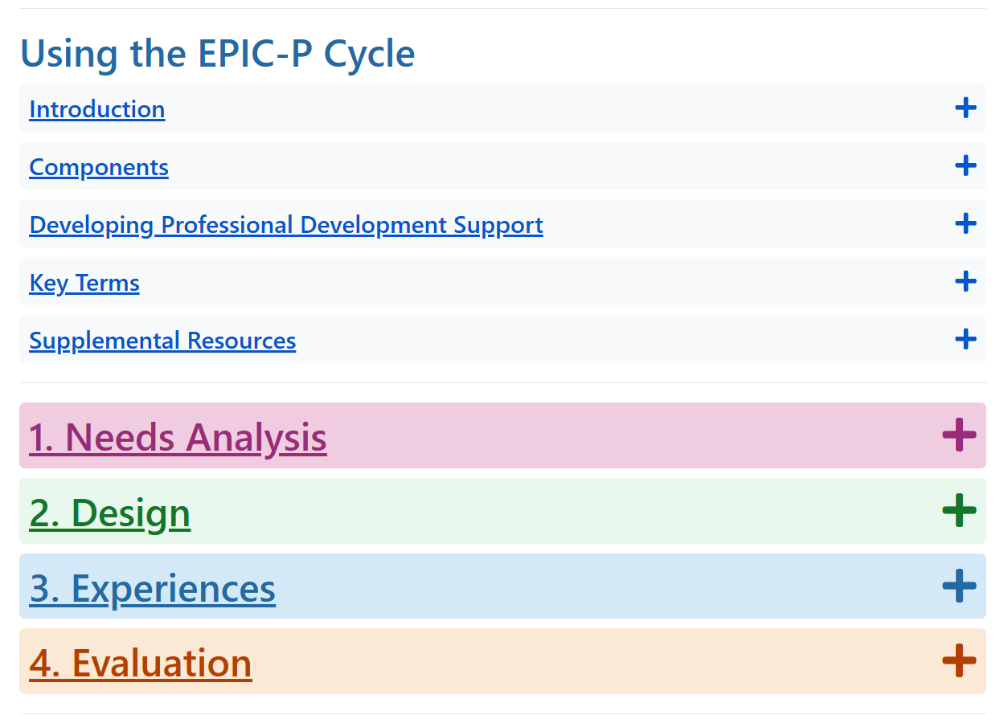 Using the EPIC-P Cycle
Introduction
Components
Developing Professional Development Support
Key Terms
Supplemental Resources
1. Needs Analysis
2. Design
3. Experiences
4. Evaluation